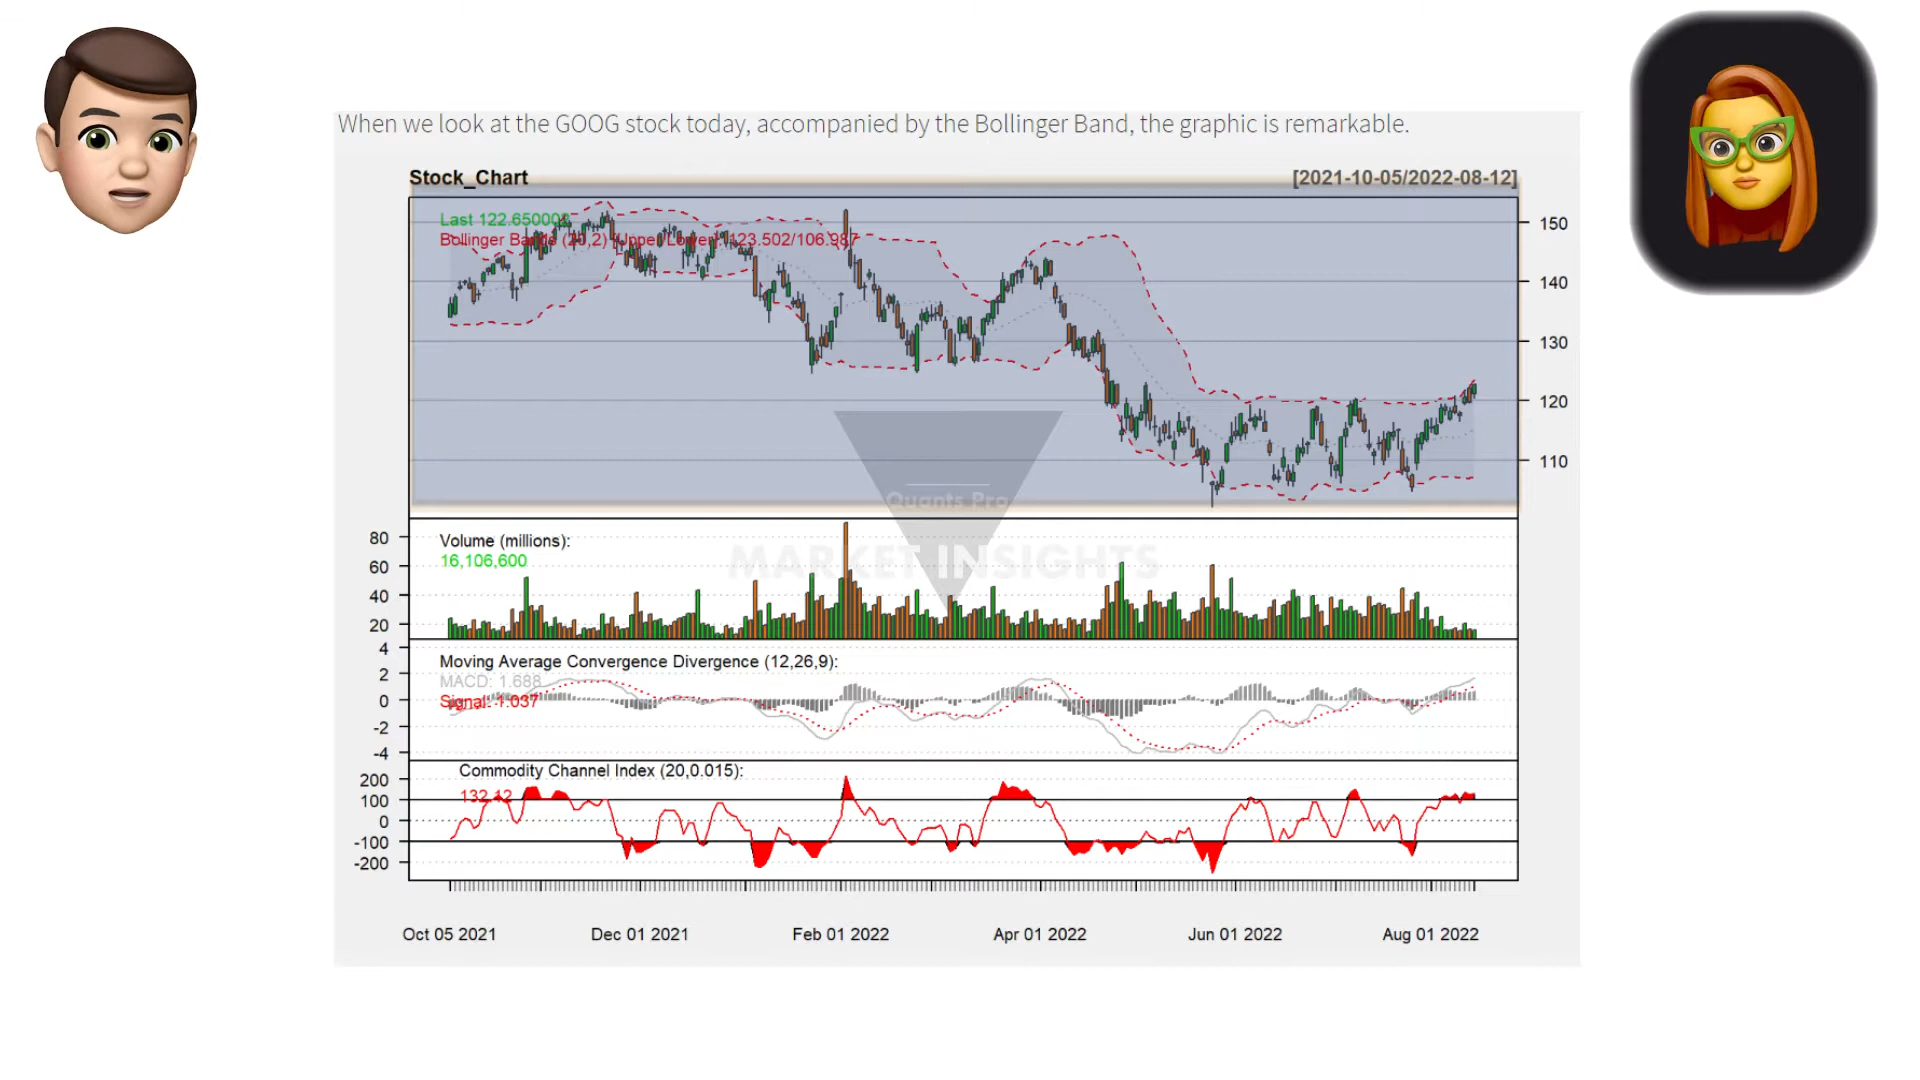 When we look at the GOOG stock today, accompanied by the Bollinger Band, the graphic is remarkable.
Stock_Chart [2021-10-05/2022-08-12]
Last 122.650002
Bollinger Bands (20,2) [Upper/Lower]: 123.502/106.987
150
140
130
120
110
Quants Pro
MARKET INSIGHTS
Volume (millions):
16,106,600
80
60
40
20
Moving Average Convergence Divergence (12,26,9):
MACD: 1.688
Signal: 1.037
4
2
0
-2
-4
Commodity Channel Index (20,0.015):
132.12
200
100
0
-100
-200
Oct 05 2021 Dec 01 2021 Feb 01 2022 Apr 01 2022 Jun 01 2022 Aug 01 2022